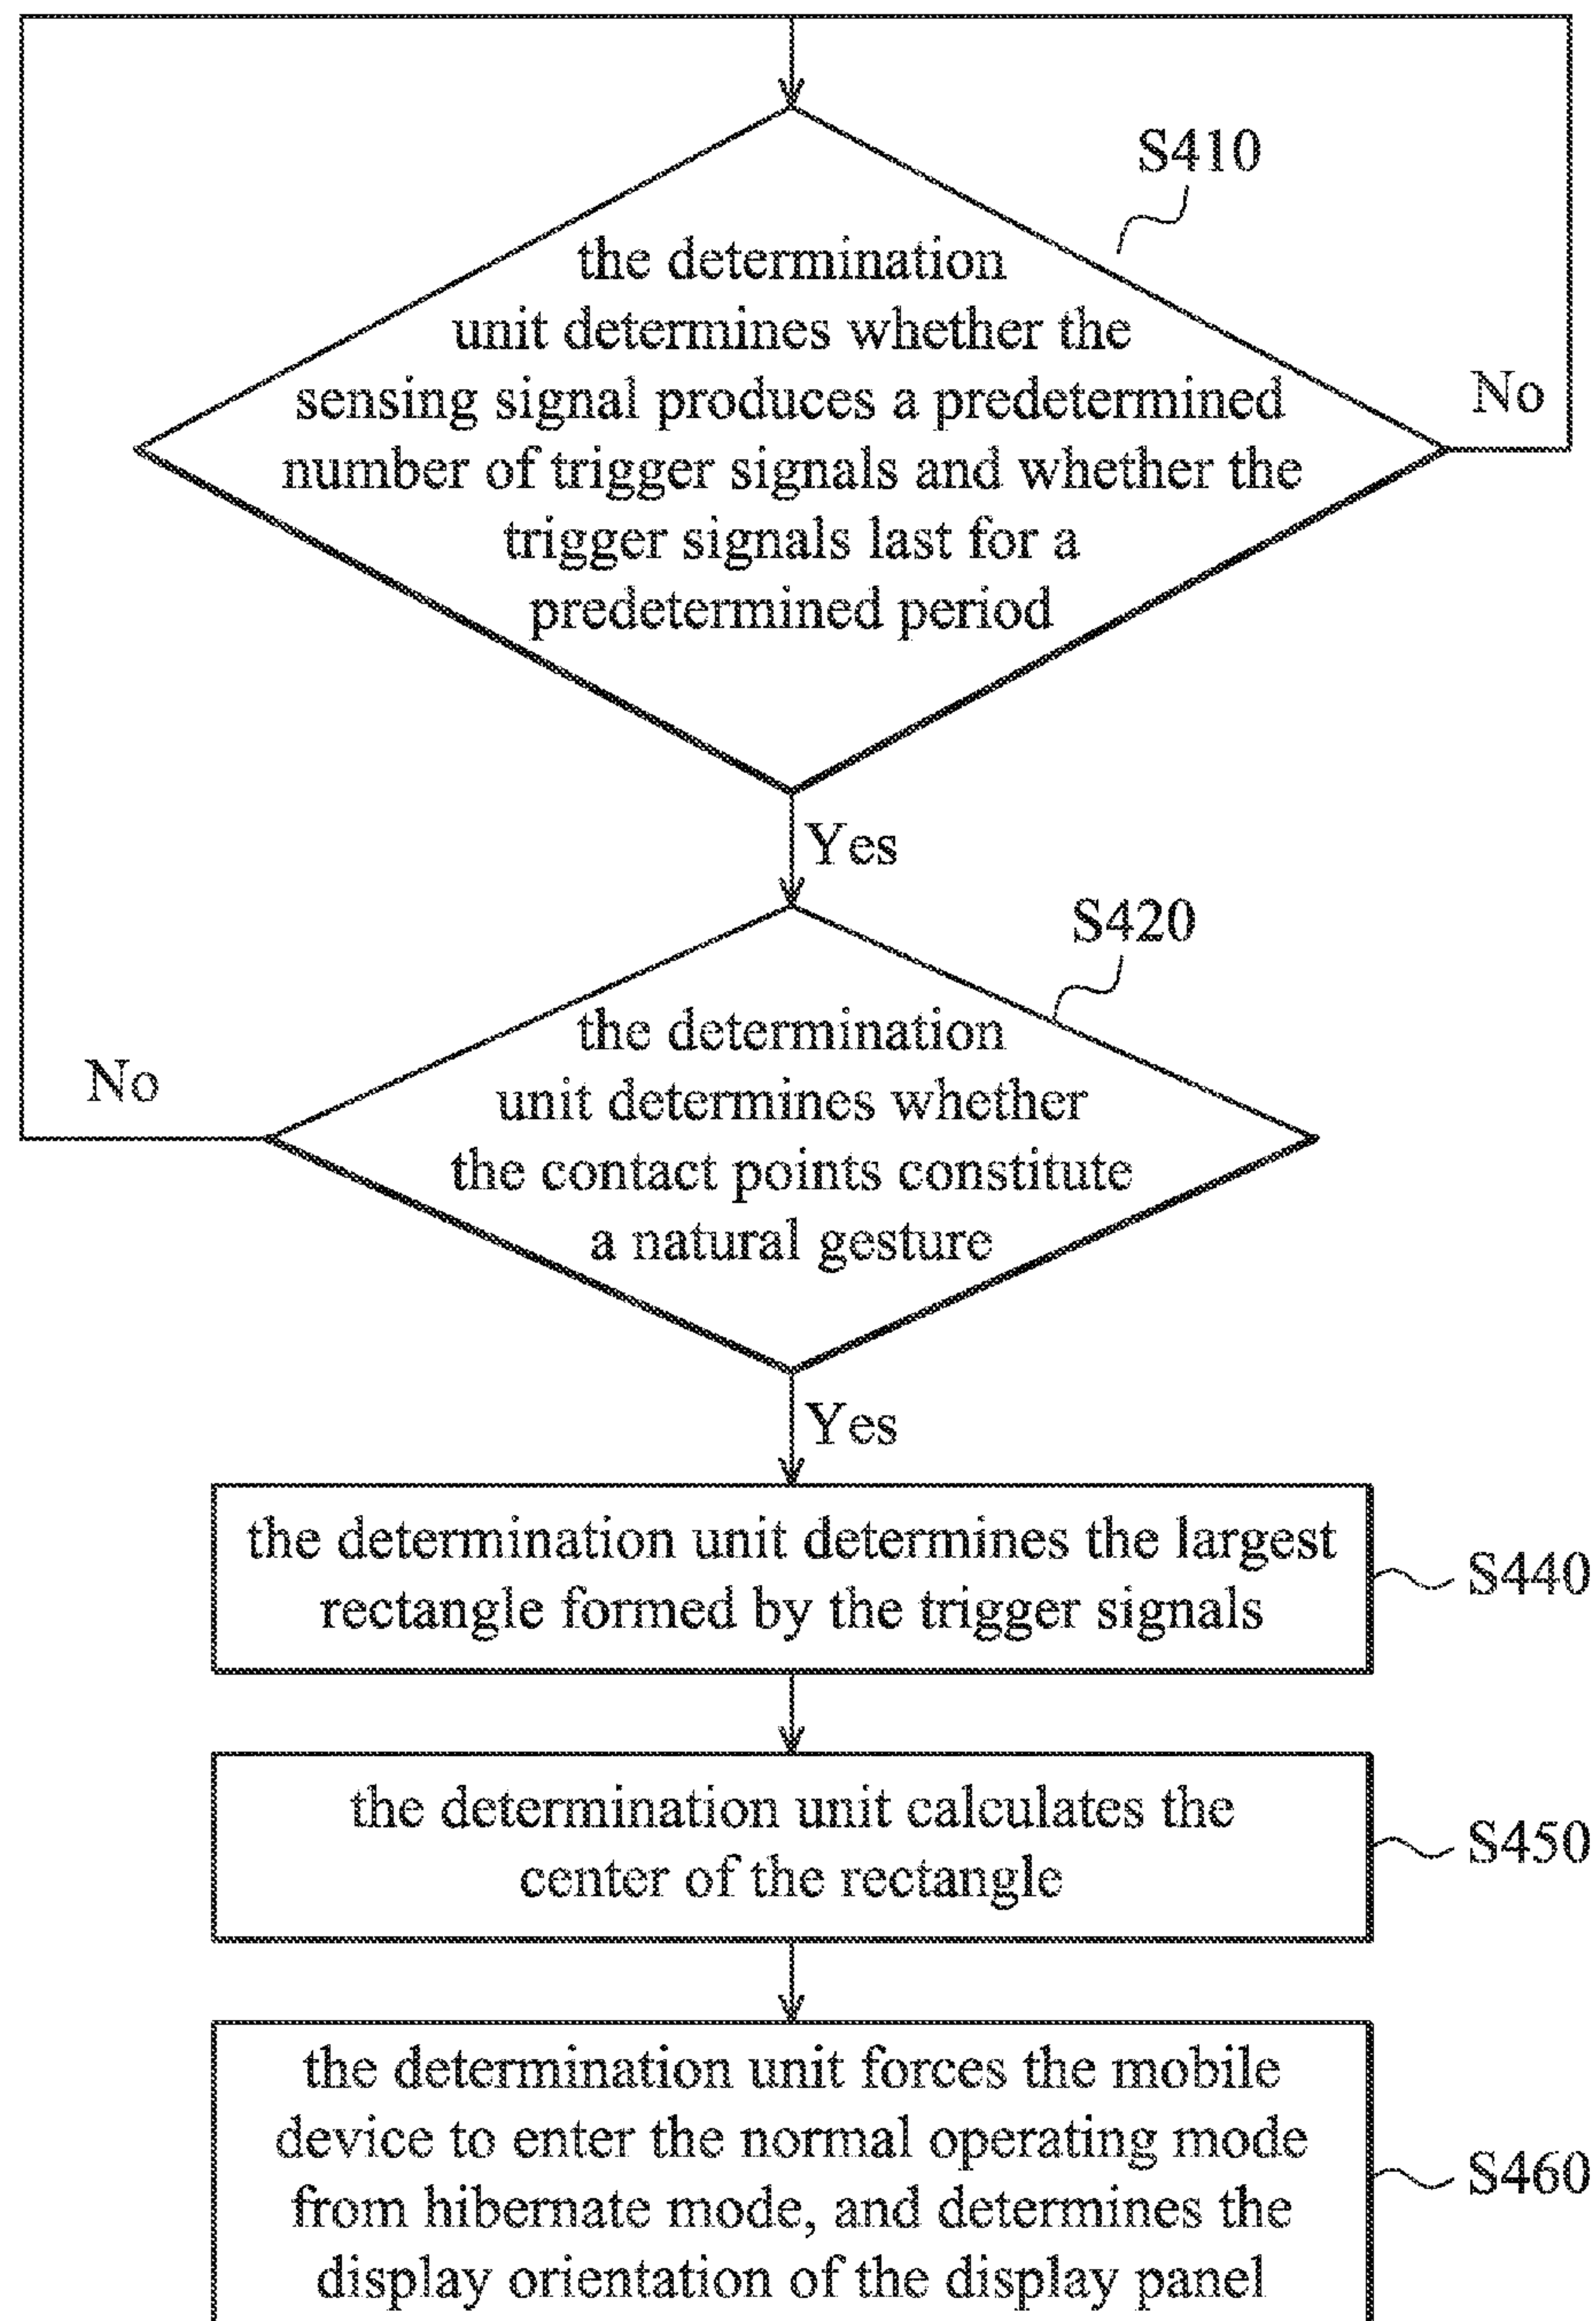 S410
the determination
unit determines whether the
sensing signal produces a predetermined
number of trigger signals and whether the
trigger signals last for a
predetermined period
No
Yes
S420
the determination
unit determines whether
the contact points constitute
a natural gesture
No
Yes
the determination unit determines the largest
rectangle formed by the trigger signals
S440
the determination unit calculates the
center of the rectangle
S450
the determination unit forces the mobile
device to enter the normal operating mode
from hibernate mode, and determines the
display orientation of the display panel
S460